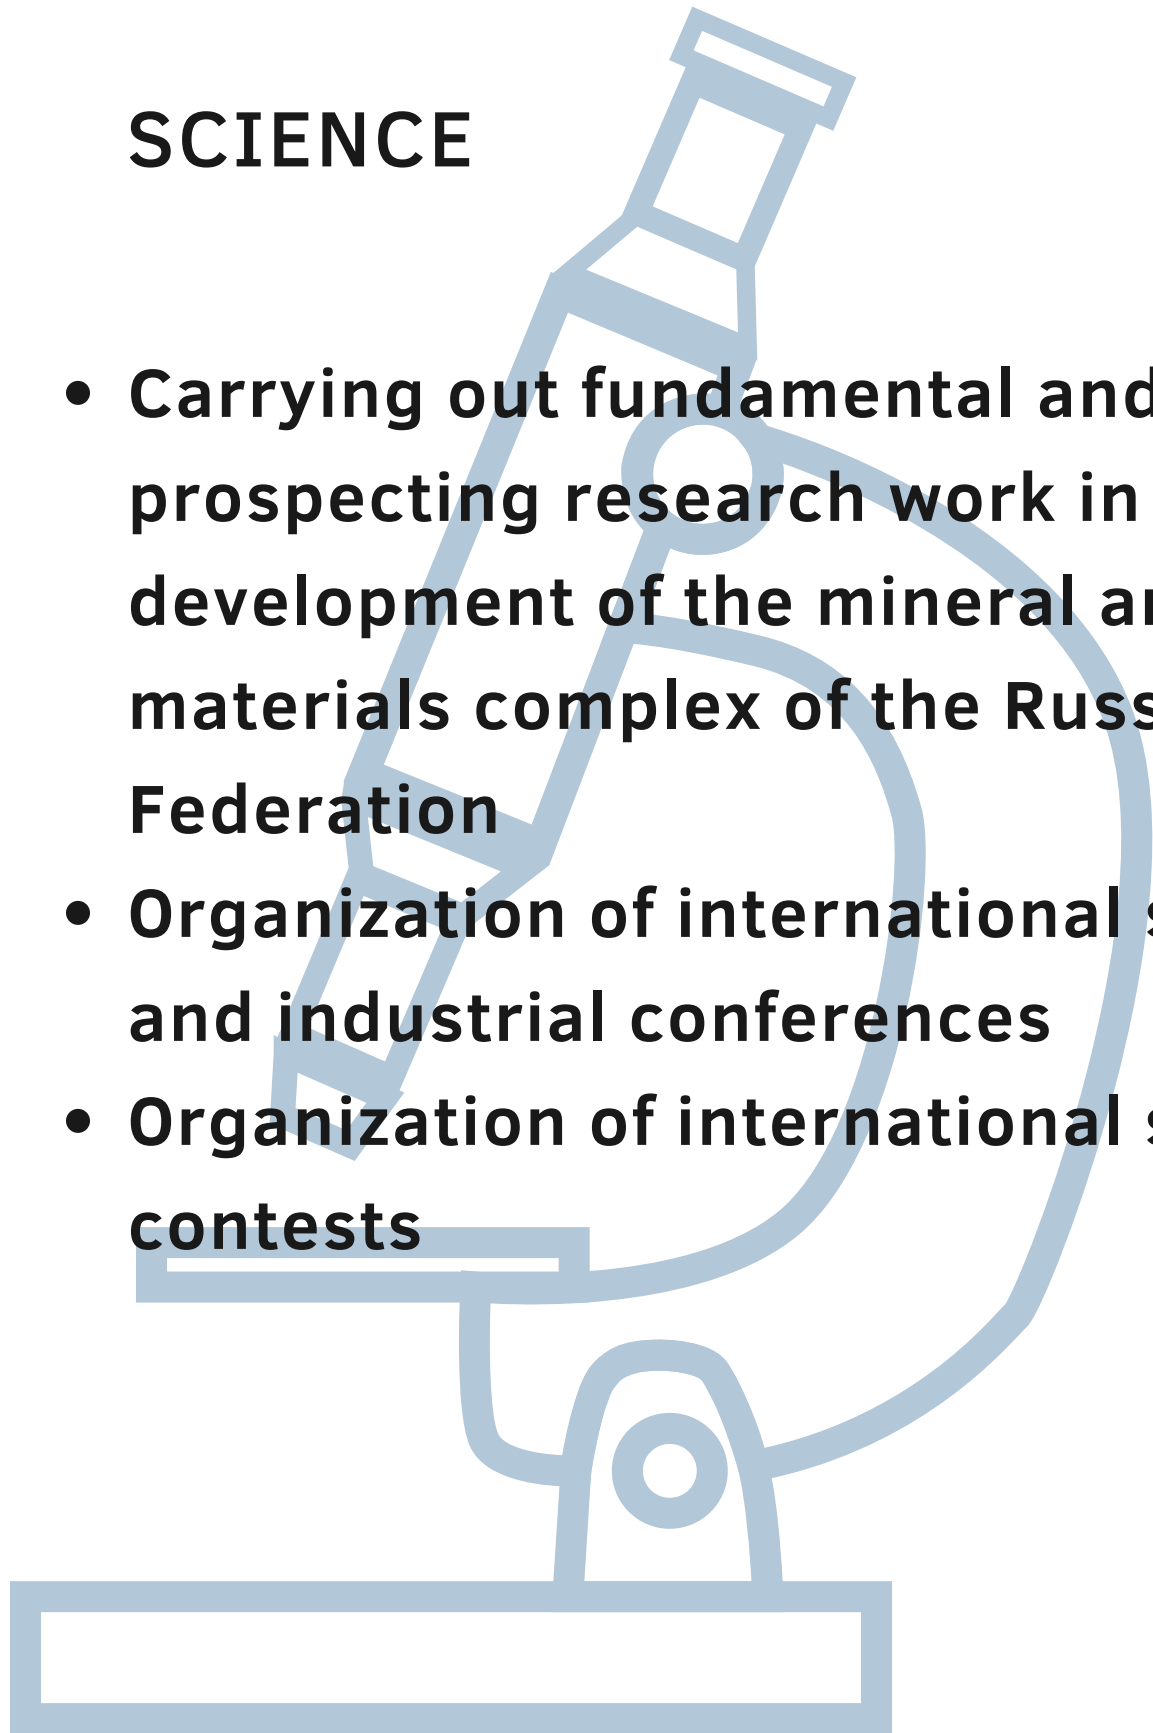 SCIENCE
• Carrying out fundamental and
prospecting research work in
development of the mineral
materials complex of the
Federation
• Organization of international
and industrial conferences
• Organization of international
contests